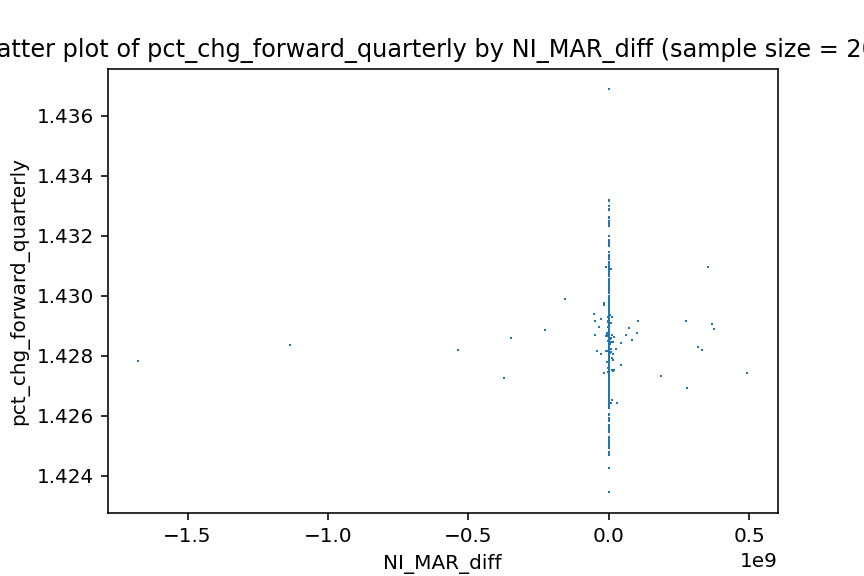 atter plot of pct_chg_forward_quarterly by NI_MAR_diff (sample size = 20
1.436
1.434
1.432
1.430
1.428
1.426
1.424
pct_chg_forward_quarterly
−1.5 −1.0 −0.5 0.0 0.5
1e9
NI_MAR_diff